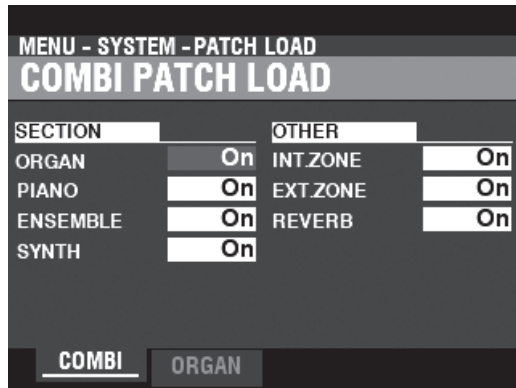 MENU - SYSTEM - PATCH LOAD
COMBI PATCH LOAD
SECTION
ORGAN On
PIANO On
ENSEMBLE On
SYNTH On
OTHER
INT.ZONE On
EXT.ZONE On
REVERB On
COMBI
ORGAN